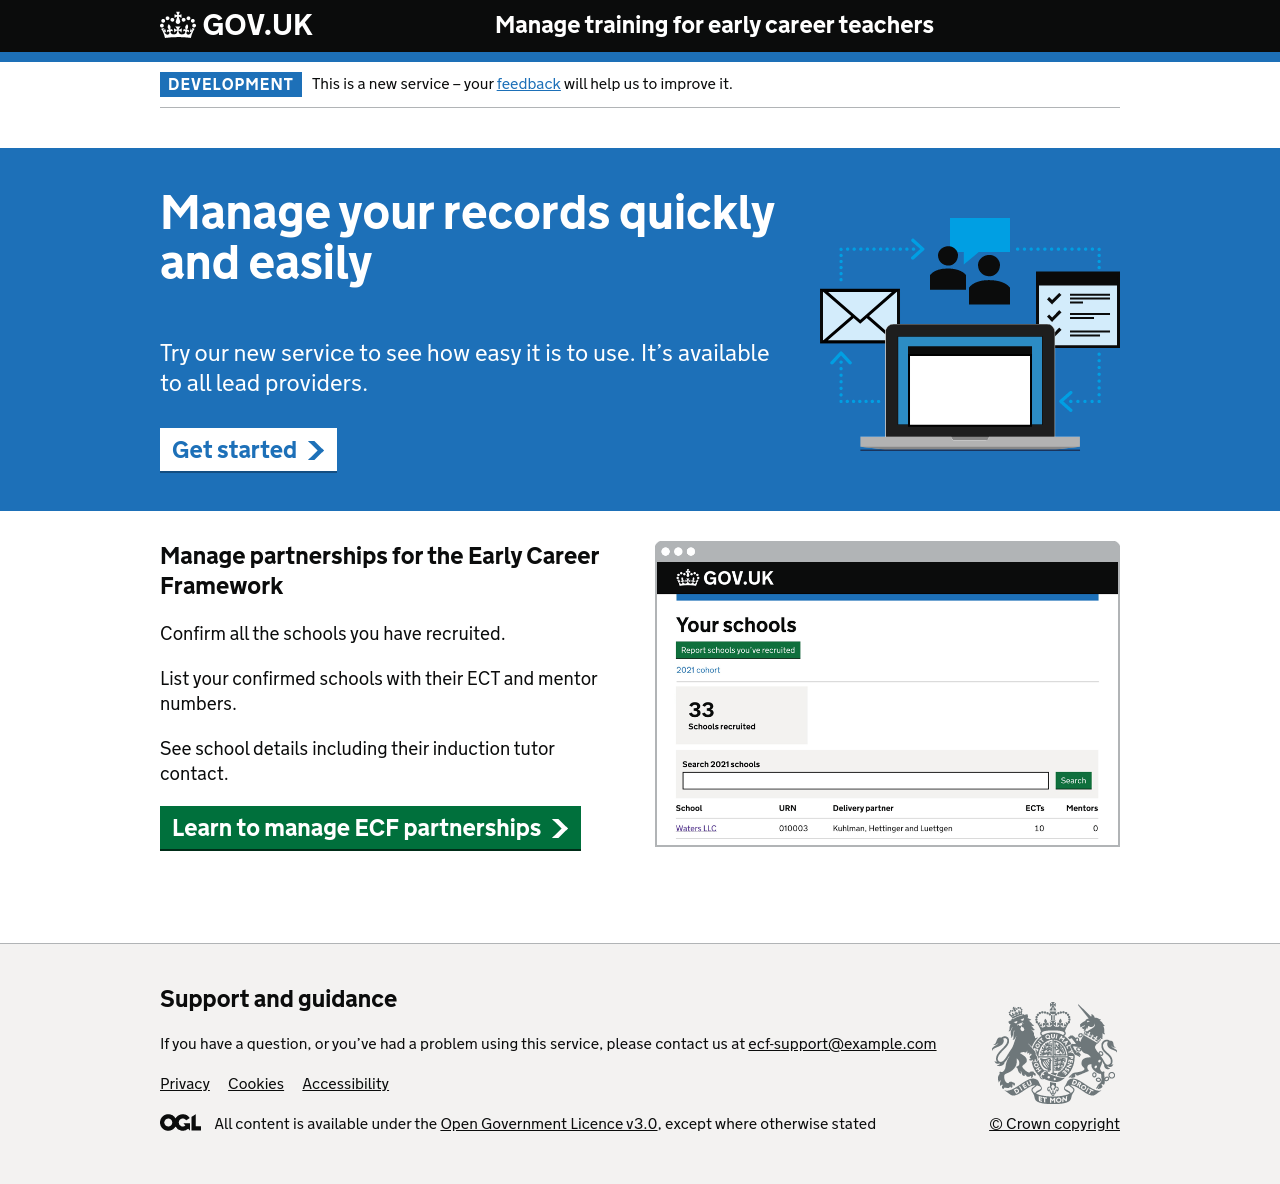 GOV.UK
Manage training for early career teachers
DEVELOPMENT
This is a new service – your feedback will help us to improve it.
Manage your records quickly
and easily
Try our new service to see how easy it is to use. It’s available
to all lead providers.
Get started
Manage partnerships for the Early Career
Framework
Confirm all the schools you have recruited.
List your confirmed schools with their ECT and mentor
numbers.
See school details including their induction tutor
contact.
Learn to manage ECF partnerships
GOV.UK
Your schools
Report schools you've recruited
2021 cohort
33
Schools recruited
Search 2021 schools
Search
School URN Delivery partner ECTs Mentors
Waters LLC 010003 Kuhlman, Hettinger and Luettgen 10 0
Support and guidance
If you have a question, or you’ve had a problem using this service, please contact us at ecf-support@example.com
Privacy Cookies Accessibility
OGL All content is available under the Open Government Licence v3.0, except where otherwise stated
© Crown copyright